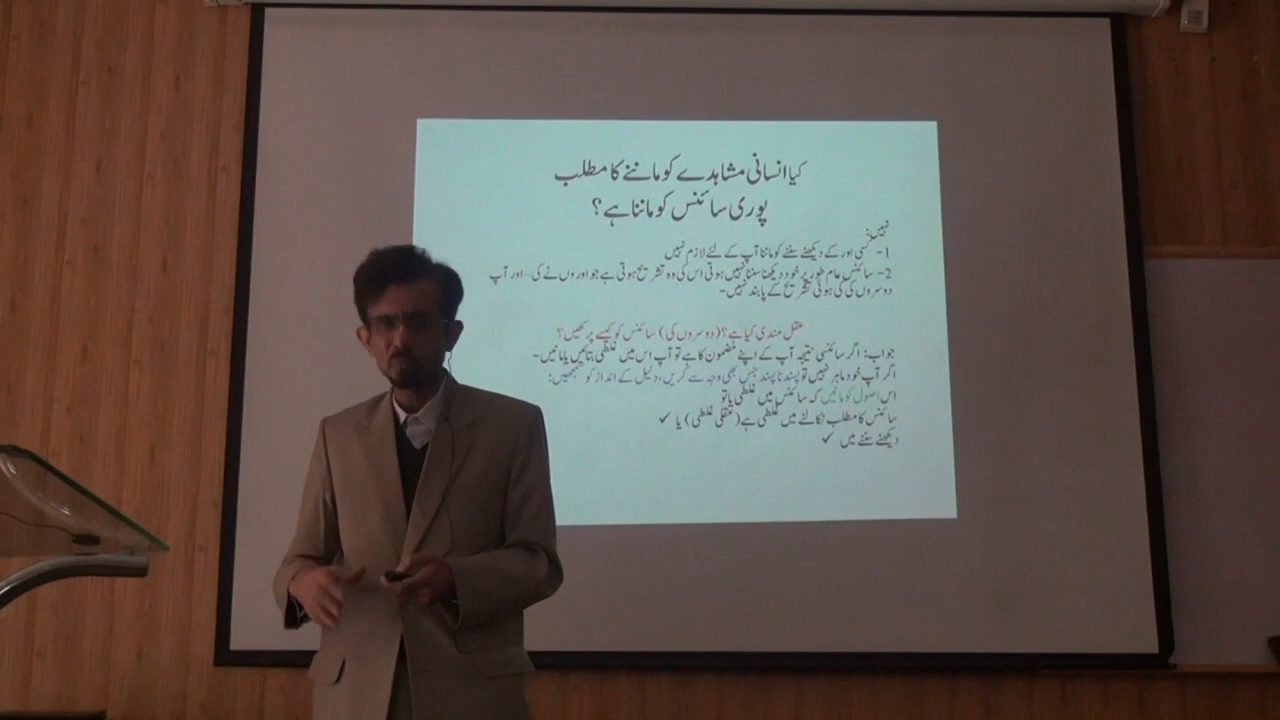 کیا انسانی مشاہدے کو ماننے کا مطلب
پوری سائنس کو ماننا ہے؟
نہیں۔
1- کسی اور کے دیکھنے سننے کو ماننا آپ کے لئے لازم نہیں
2- سائنس عام طور پر خود دیکھنا سننا نہیں ہوتی اس کی وہ تشریح ہوتی ہے جو اوروں نے کی--اور آپ
دوسروں کی کی ہوئی تشریح کے پابند نہیں-
عقل مندی کیا ہے؟ (دوسروں کی) سائنس کو کیسے پرکھیں؟
جواب: اگر سائنسی نتیجہ آپ کے اپنے مضمون کا ہے تو آپ اس میں غلطی بتائیں یا مانیں-
اگر آپ خود ماہر نہیں تو پسند نا پسند جس بھی وجہ سے کریں، دلیل کے انداز کو سمجھیں:
اس اصول کو مانیں کہ سائنس میں غلطی یا تو
سائنس کا مطلب نکالنے میں غلطی ہے (عقلی غلطی) یا ✓
دیکھنے سننے میں ✓